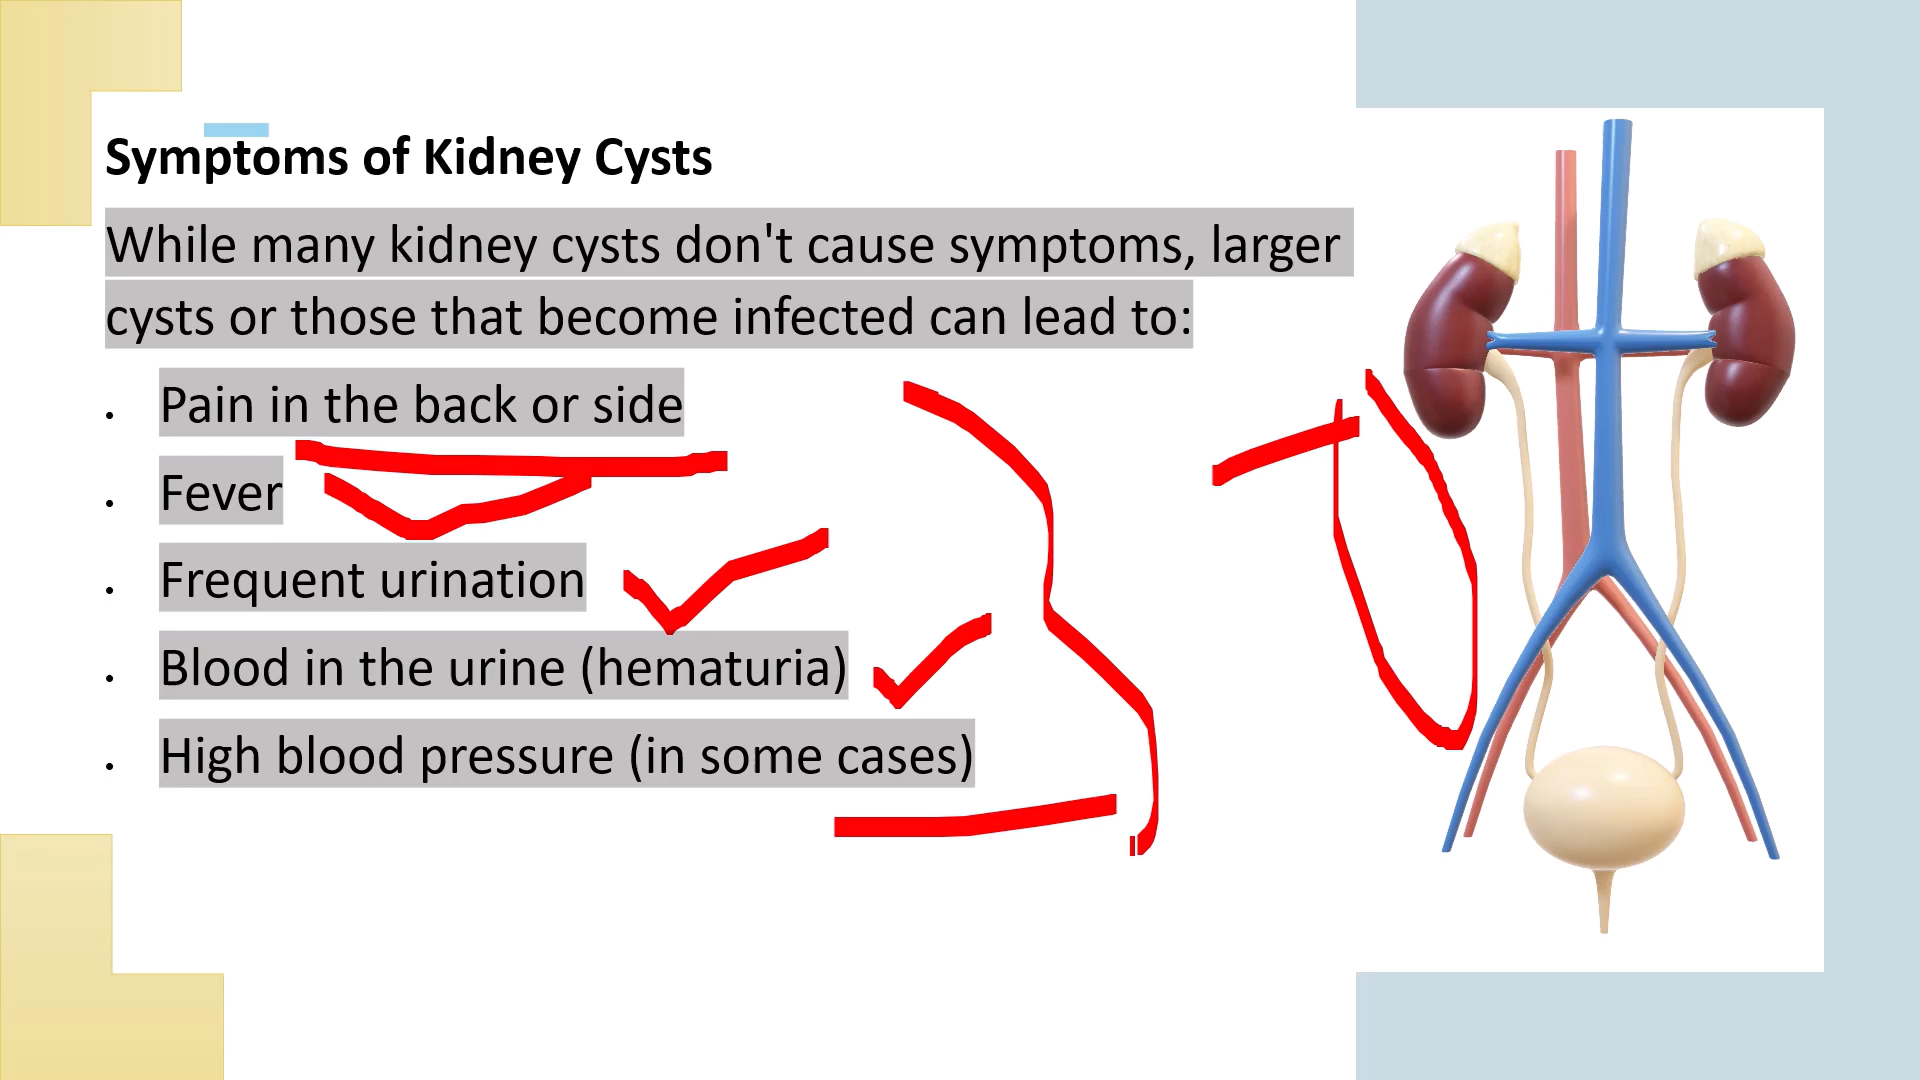 Symptoms of Kidney Cysts
While many kidney cysts don't cause symptoms, larger
cysts or those that become infected can lead to:
• Pain in the back or side
• Fever
• Frequent urination
• Blood in the urine (hematuria)
• High blood pressure (in some cases)